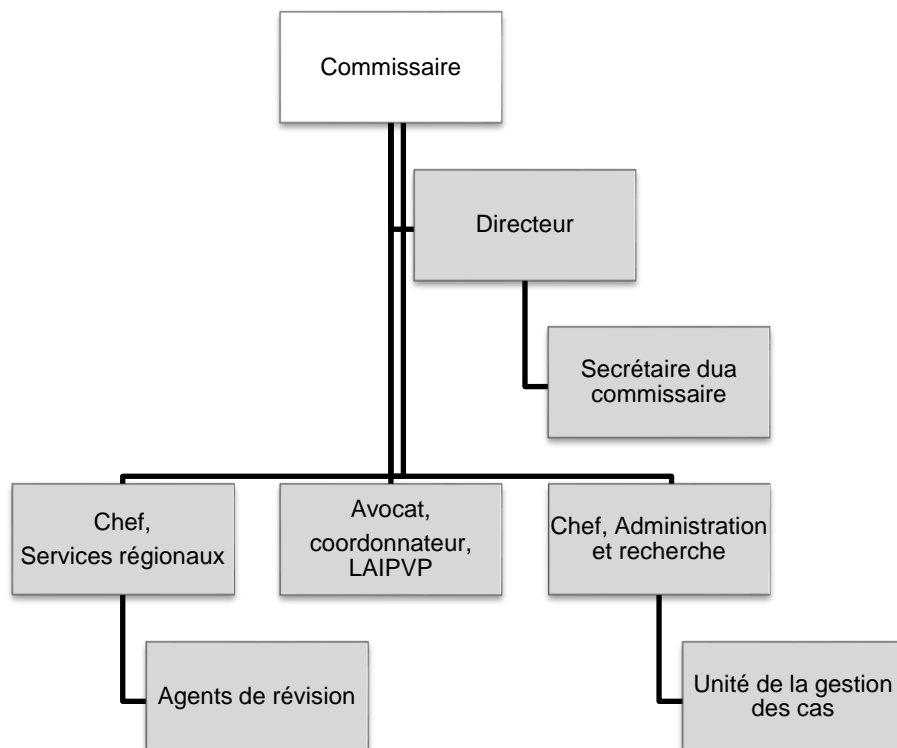 Commissaire
Directeur
Secrétaire dua
commissaire
Chef,
Services régionaux
Avocat,
coordonnateur,
LAIPVP
Chef, Administration
et recherche
Agents de révision
Unité de la gestion
des cas